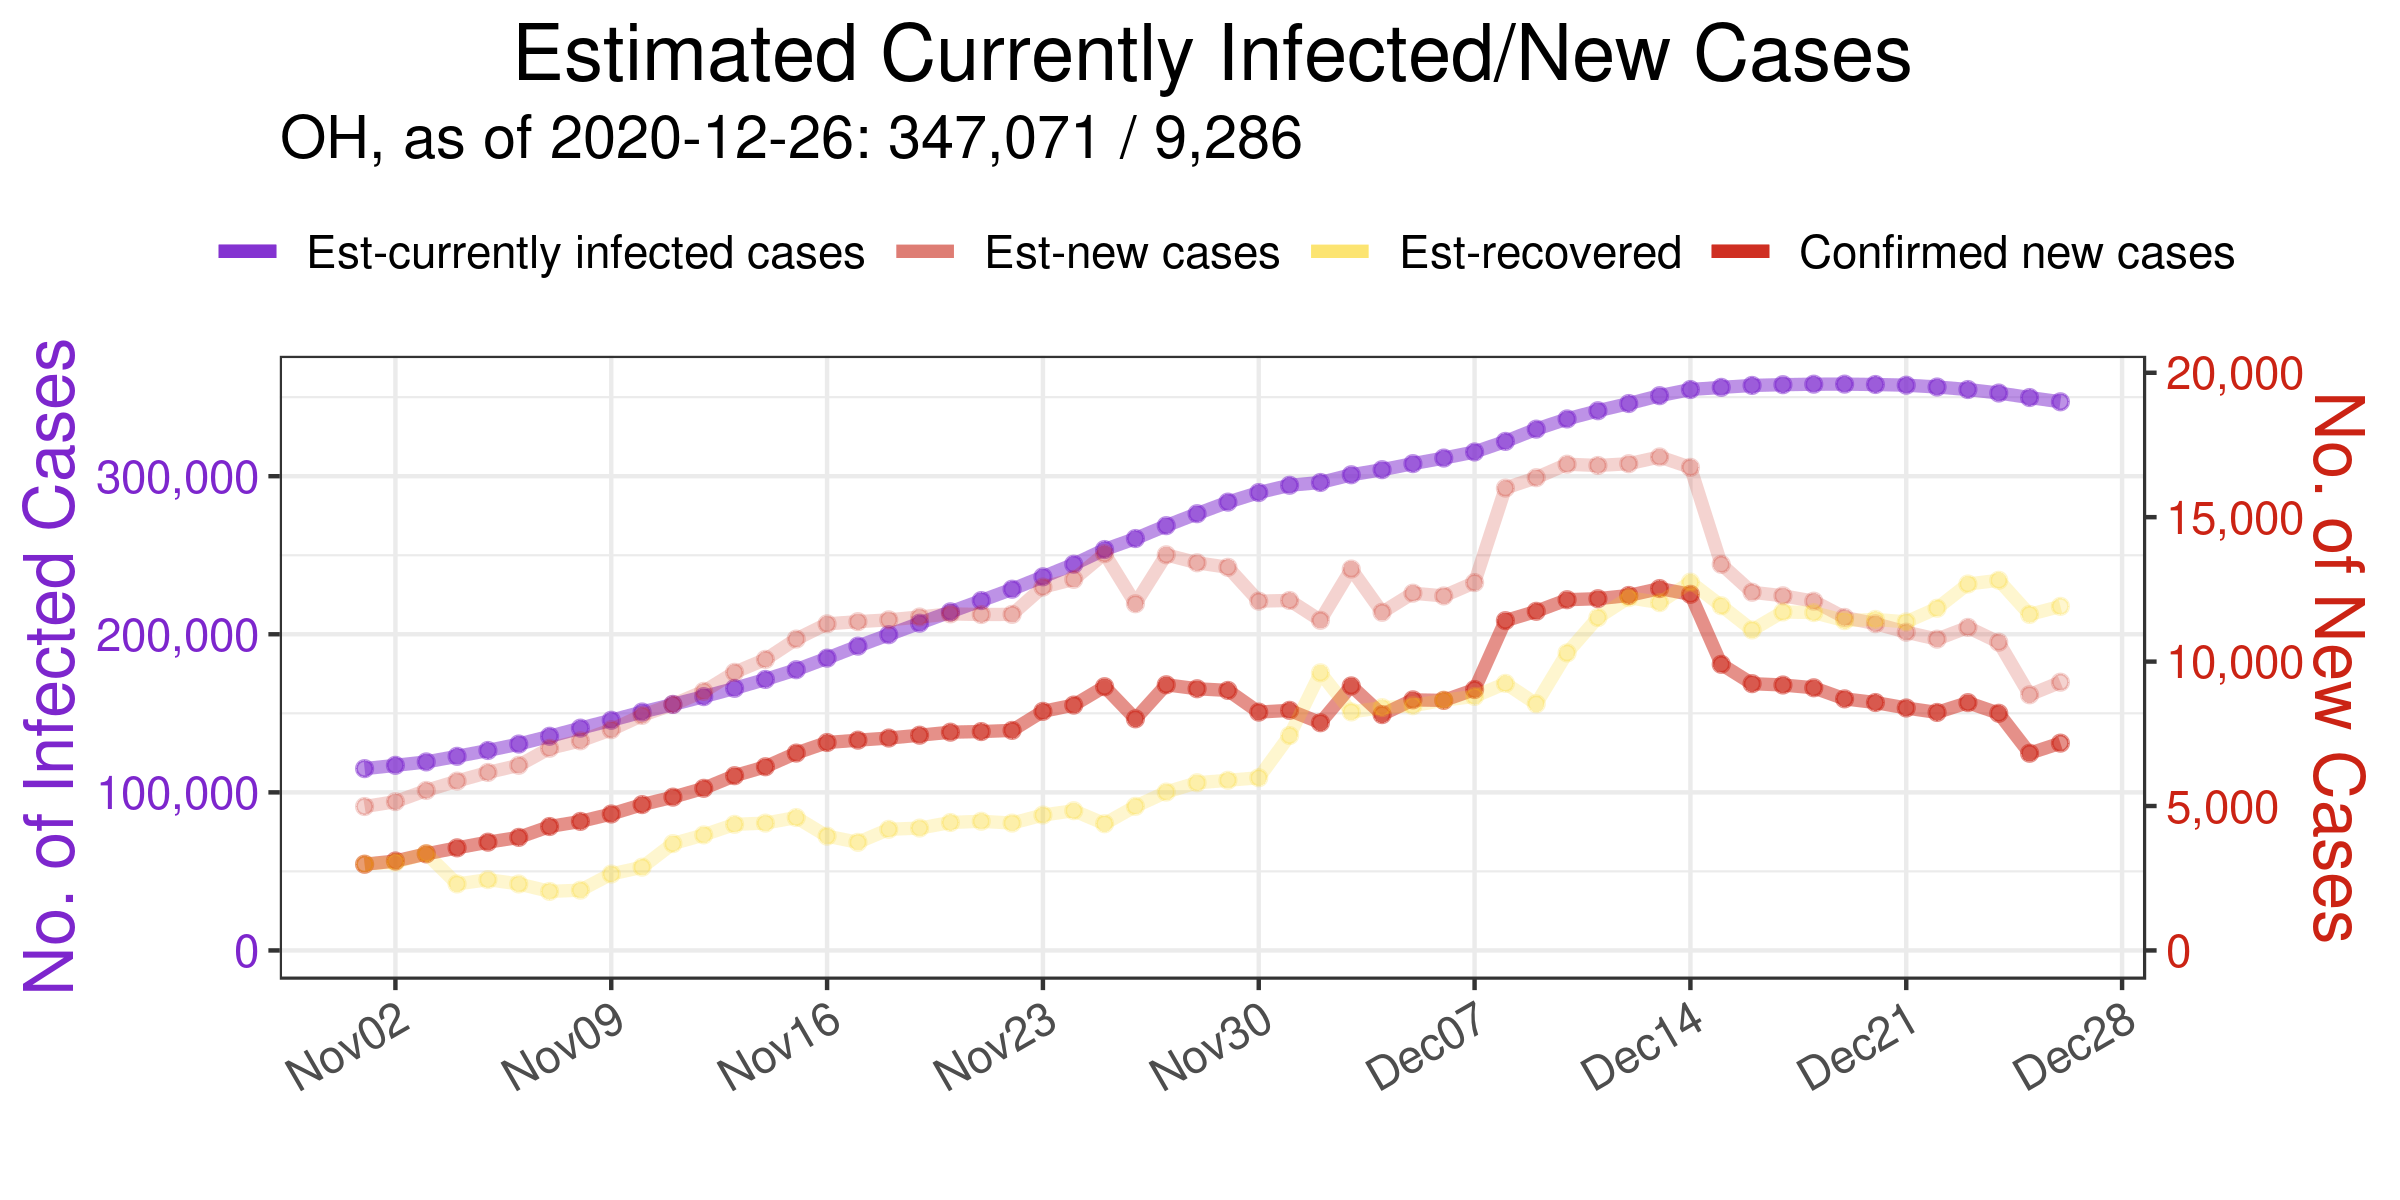 Estimated Currently Infected/New Cases
OH, as of 2020-12-26: 347,071 / 9,286
Est-currently infected cases Est-new cases Est-recovered Confirmed new cases
No. of Infected Cases
300,000
200,000
100,000
0
20,000
15,000
10,000
5,000
0
No. of New Cases
Nov02 Nov09 Nov16 Nov23 Nov30 Dec07 Dec14 Dec21 Dec28